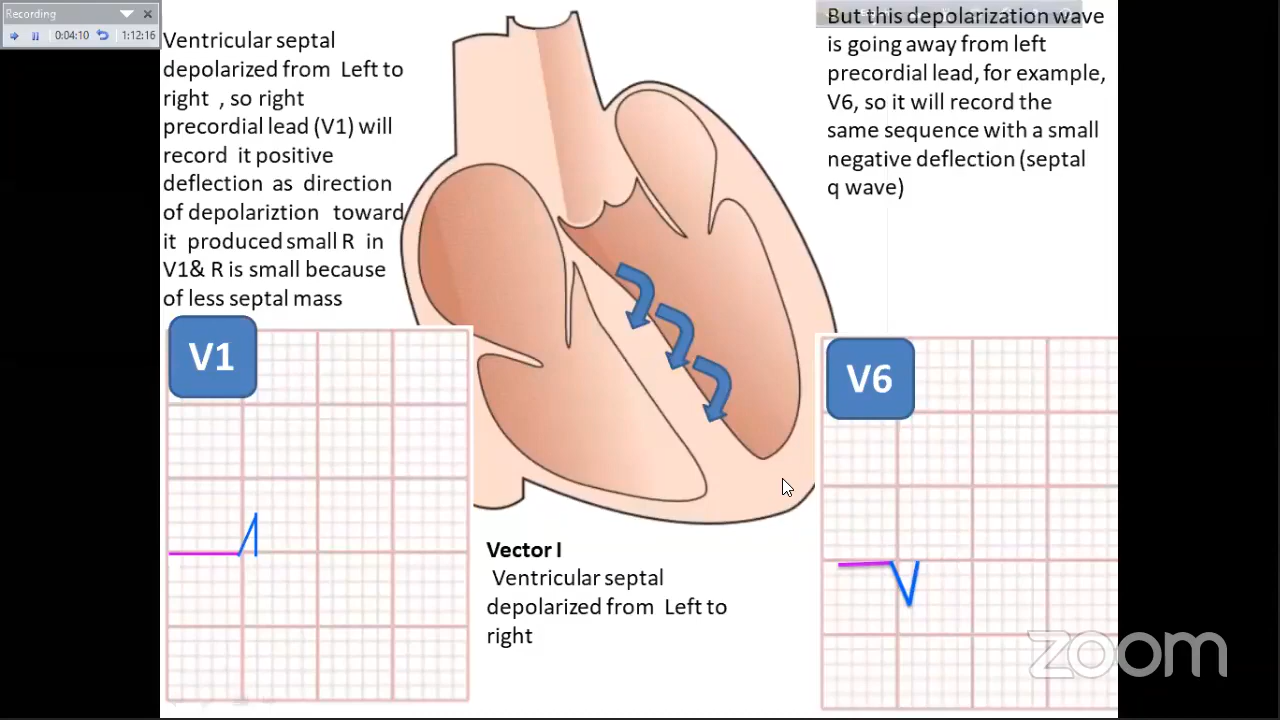 Recording
0:04:10
1:12:16
Ventricular septal
depolarized from Left to
right , so right
precordial lead (V1) will
record it positive
deflection as direction
of depolariztion toward
it produced small R in
V1& R is small because
of less septal mass
But this depolarization wave
is going away from left
precordial lead, for example,
V6, so it will record the
same sequence with a small
negative deflection (septal
q wave)
V1
V6
Vector I
Ventricular septal
depolarized from Left to
right
zoom